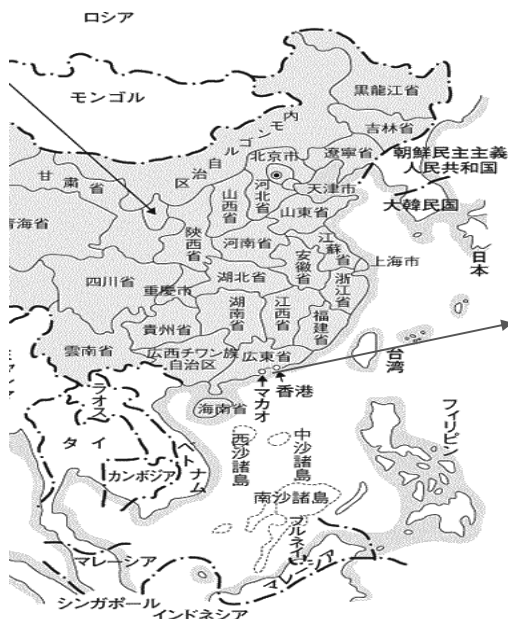 ロシア
モンゴル
黒龍江省
吉林省
遼寧省
朝鮮民主主義
人民共和国
大韓民国
日本
内モンゴル自治区
北京市
天津市
河北省
山西省
山東省
甘粛省
青海省
陝西省
河南省
江蘇省
安徽省
上海市
浙江省
四川省
重慶市
湖北省
湖南省
江西省
福建省
貴州省
雲南省
広西チワン族
自治区
広東省
香港
マカオ
台湾
海南省
ラオス
タイ
カンボジア
ベトナム
西沙諸島
中沙諸島
南沙諸島
フィリピン
ブルネイ
マレーシア
マレーシア
シンガポール
インドネシア